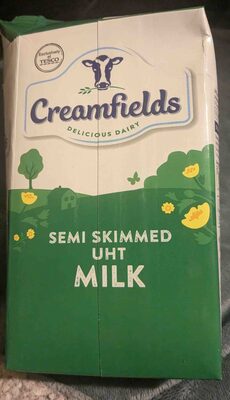 Exclusively
at
TESCO
Creamfields
DELICIOUS DAIRY
SEMI SKIMMED
UHT
MILK